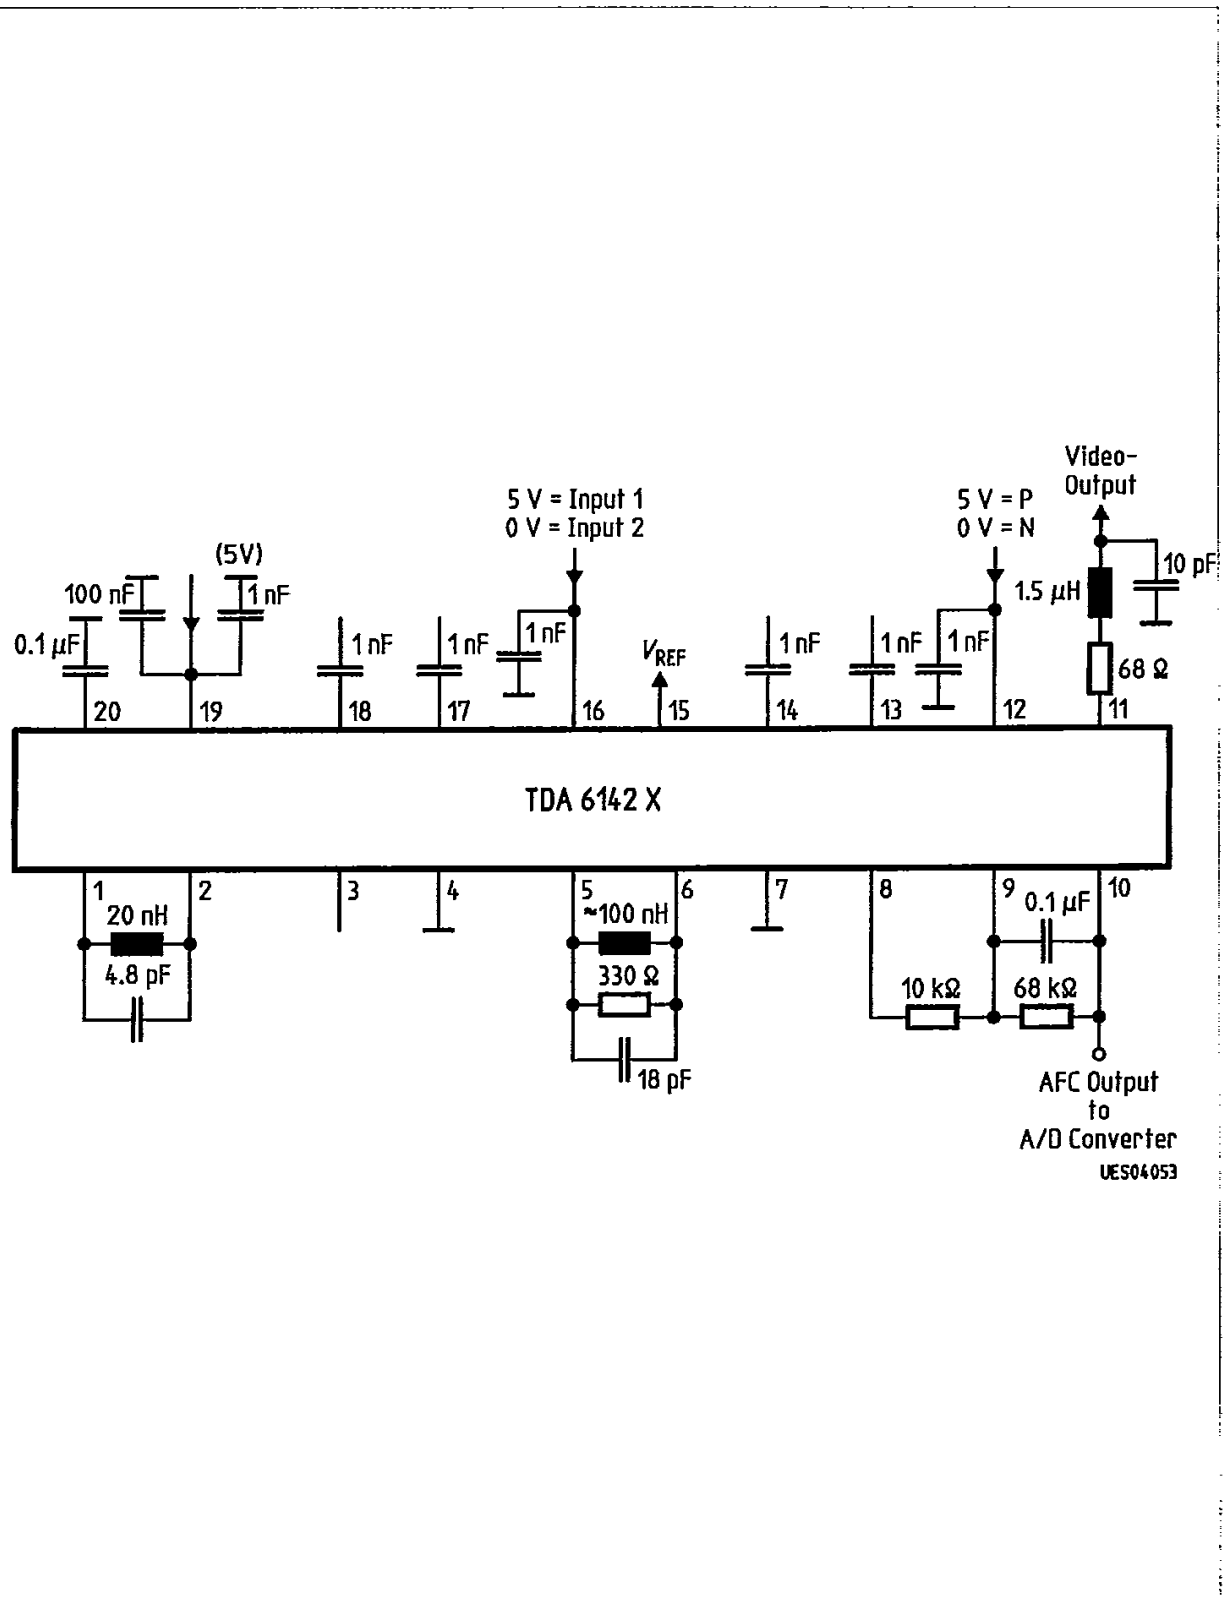 Video-
Output
5 V = Input 1
0 V = Input 2
5 V = P
0 V = N
(5V)
100 nF
1 nF
0.1 µF
1 nF
1 nF
1 nF
VREF
1 nF
1 nF
1 nF
1.5 µH
10 pF
68 Ω
20
19
18
17
16
15
14
13
12
11
TDA 6142 X
1
2
3
4
5
6
7
8
9
10
20 nH
4.8 pF
≈100 nH
330 Ω
18 pF
0.1 µF
10 kΩ
68 kΩ
AFC Output
to
A/D Converter
UES04053